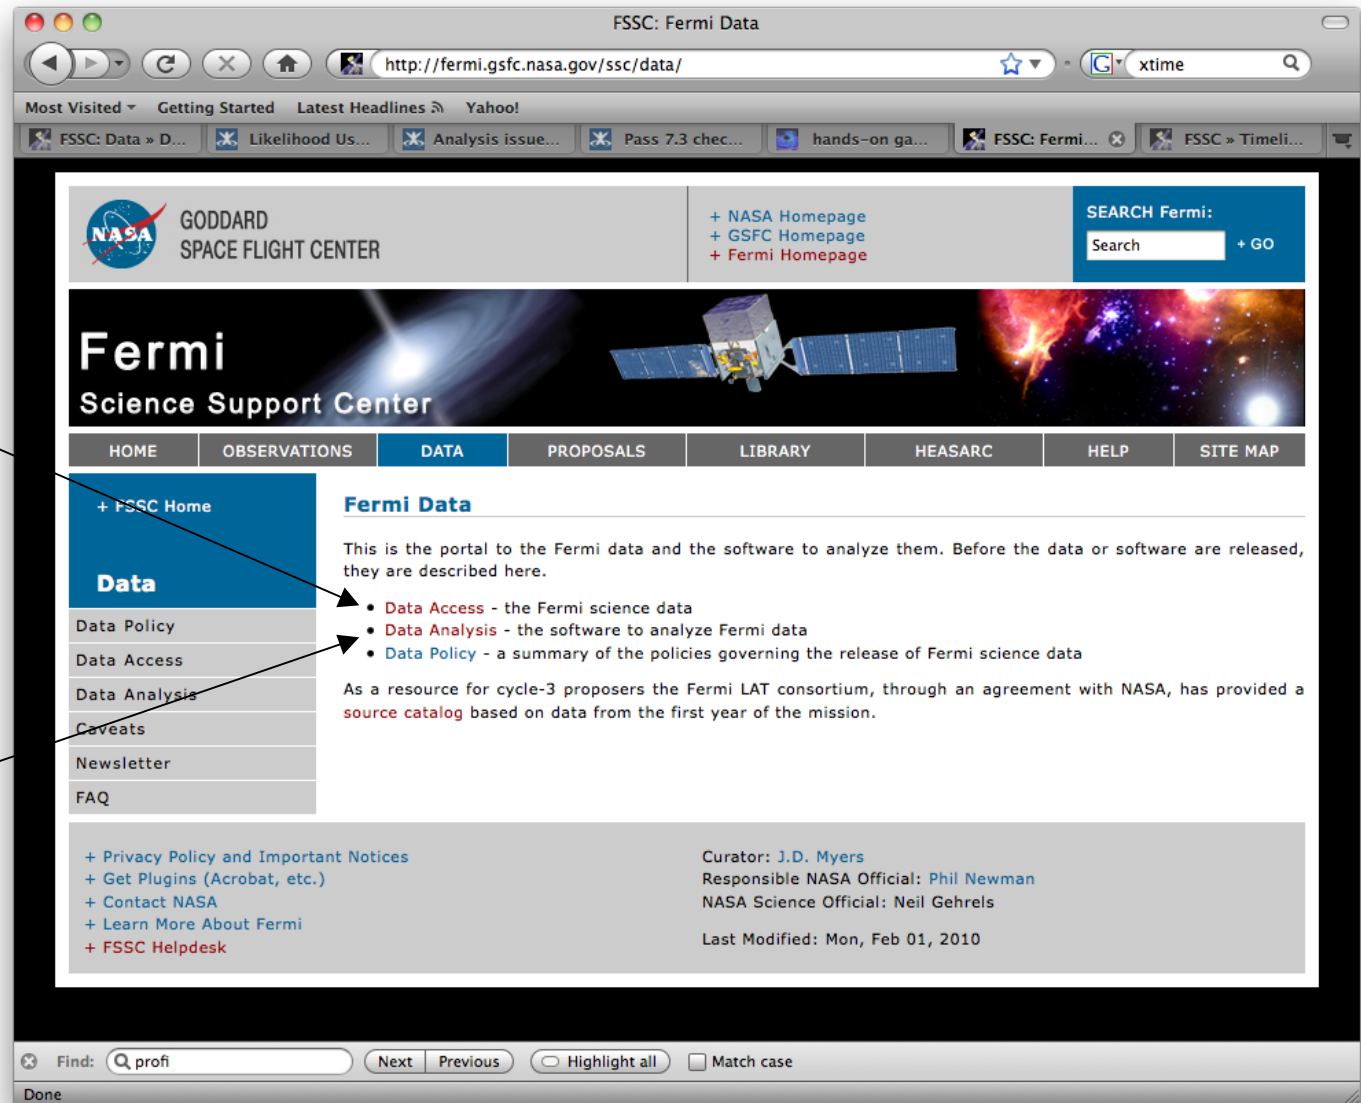 FSSC: Fermi Data
http://fermi.gsfc.nasa.gov/ssc/data/
G
xtime
Most Visited
Getting Started
Latest Headlines
Yahoo!
FSSC: Data » D...
Likelihood Us...
Analysis issue...
Pass 7.3 chec...
hands-on ga...
FSSC: Fermi...
FSSC » Timeli...
NASA
GODDARD
SPACE FLIGHT CENTER
+ NASA Homepage
+ GSFC Homepage
+ Fermi Homepage
SEARCH Fermi:
Search
+ GO
Fermi
Science Support Center
HOME
OBSERVATIONS
DATA
PROPOSALS
LIBRARY
HEASARC
HELP
SITE MAP
+ FSSC Home
Data
Data Policy
Data Access
Data Analysis
Caveats
Newsletter
FAQ
Fermi Data
This is the portal to the Fermi data and the software to analyze them. Before the data or software are released,
they are described here.
• Data Access - the Fermi science data
• Data Analysis - the software to analyze Fermi data
• Data Policy - a summary of the policies governing the release of Fermi science data
As a resource for cycle-3 proposers the Fermi LAT consortium, through an agreement with NASA, has provided a
source catalog based on data from the first year of the mission.
+ Privacy Policy and Important Notices
+ Get Plugins (Acrobat, etc.)
+ Contact NASA
+ Learn More About Fermi
+ FSSC Helpdesk
Curator: J.D. Myers
Responsible NASA Official: Phil Newman
NASA Science Official: Neil Gehrels
Last Modified: Mon, Feb 01, 2010
Find:
profi
Next
Previous
Highlight all
Match case
Done